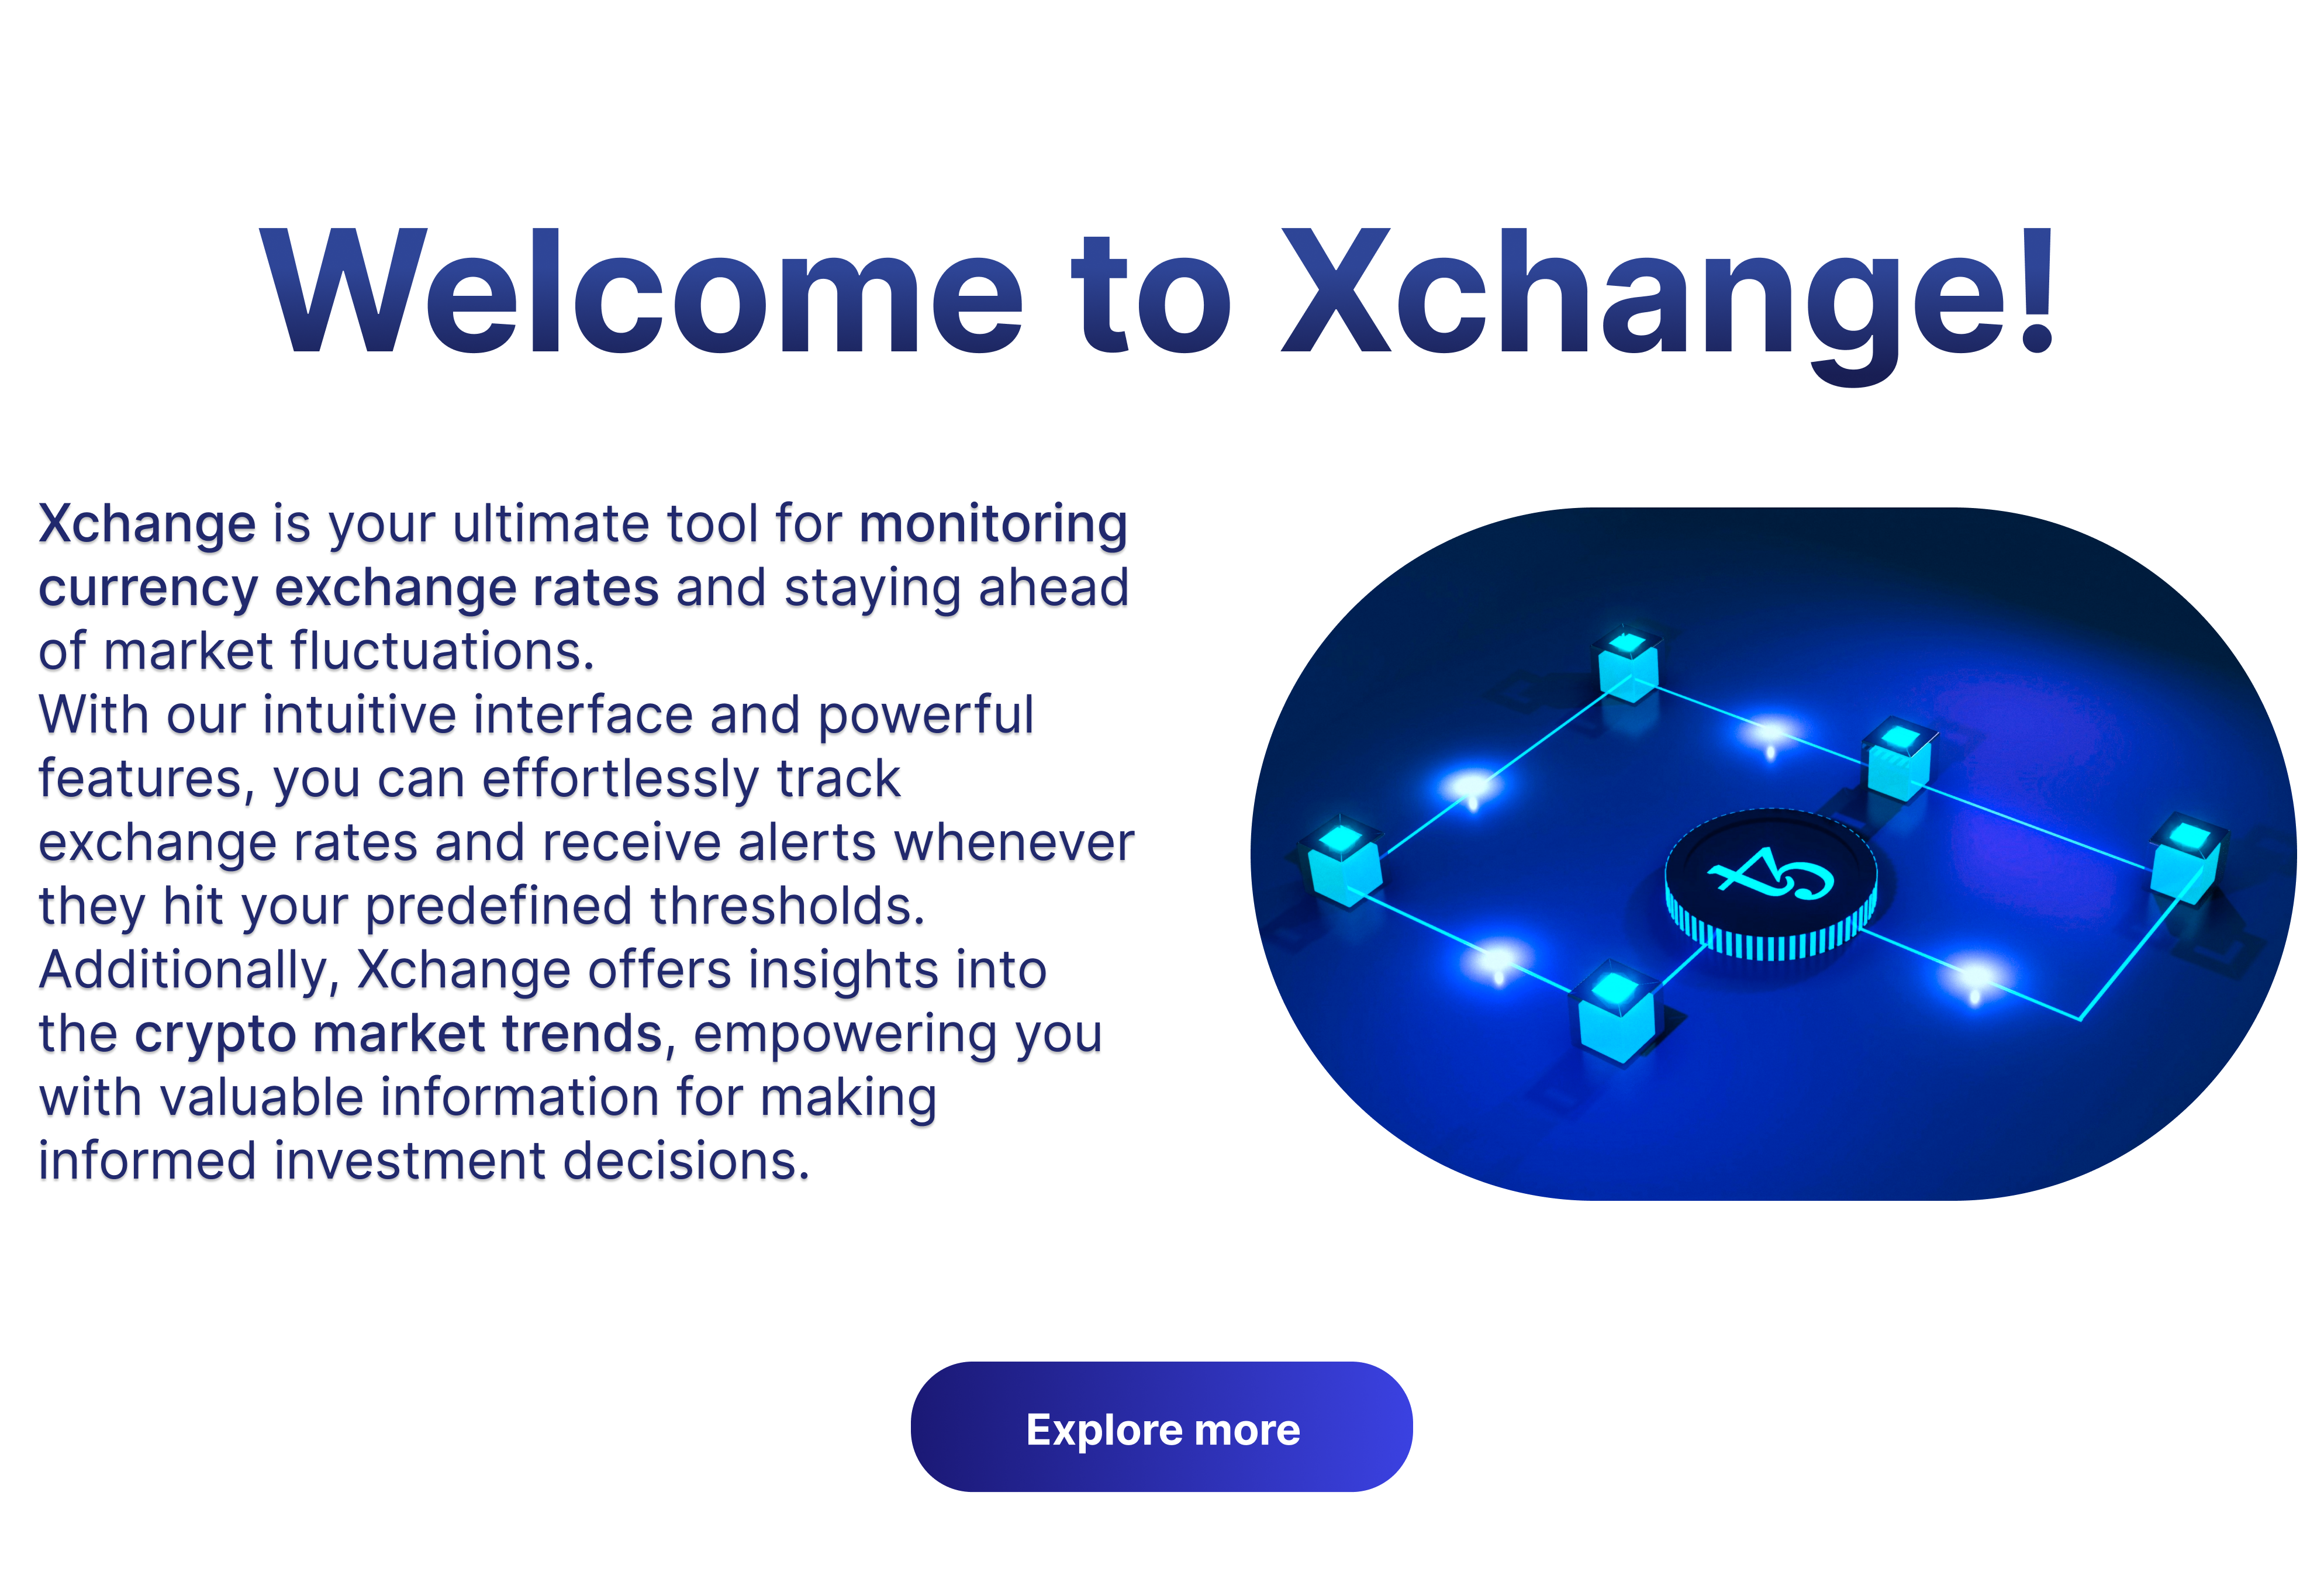 Welcome to Xchange!
Xchange is your ultimate tool for monitoring
currency exchange rates and staying ahead
of market fluctuations.
With our intuitive interface and powerful
features, you can effortlessly track
exchange rates and receive alerts whenever
they hit your predefined thresholds.
Additionally, Xchange offers insights into
the crypto market trends, empowering you
with valuable information for making
informed investment decisions.
Explore more